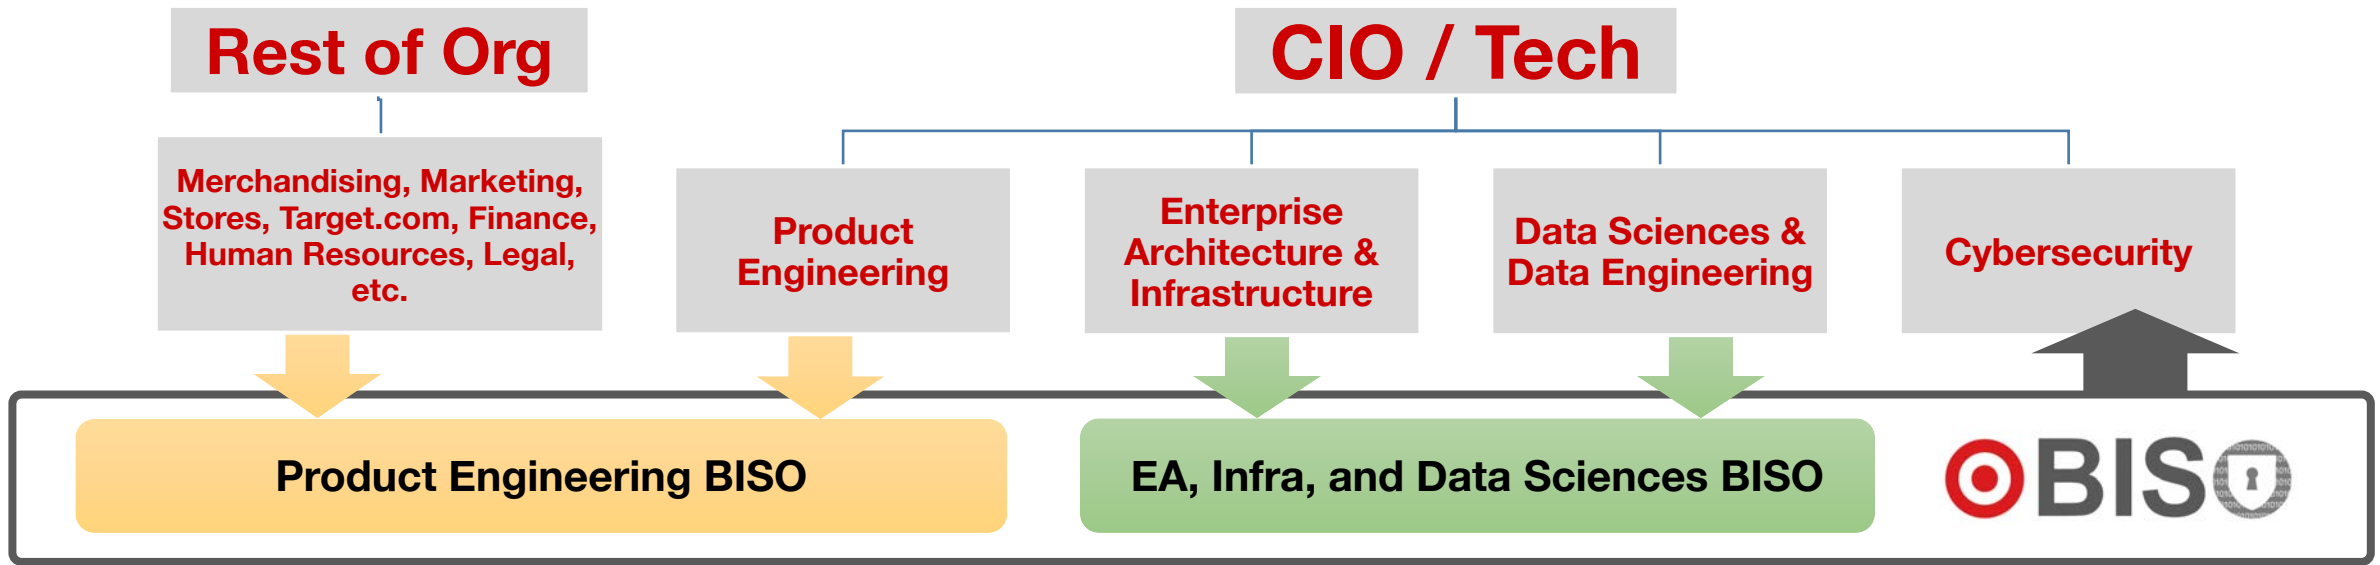 Rest of Org
CIO / Tech
Merchandising, Marketing,
Stores, Target.com, Finance,
Human Resources, Legal,
etc.
Product
Engineering
Enterprise
Architecture &
Infrastructure
Data Sciences &
Data Engineering
Cybersecurity
Product Engineering BISO
EA, Infra, and Data Sciences BISO
BISO